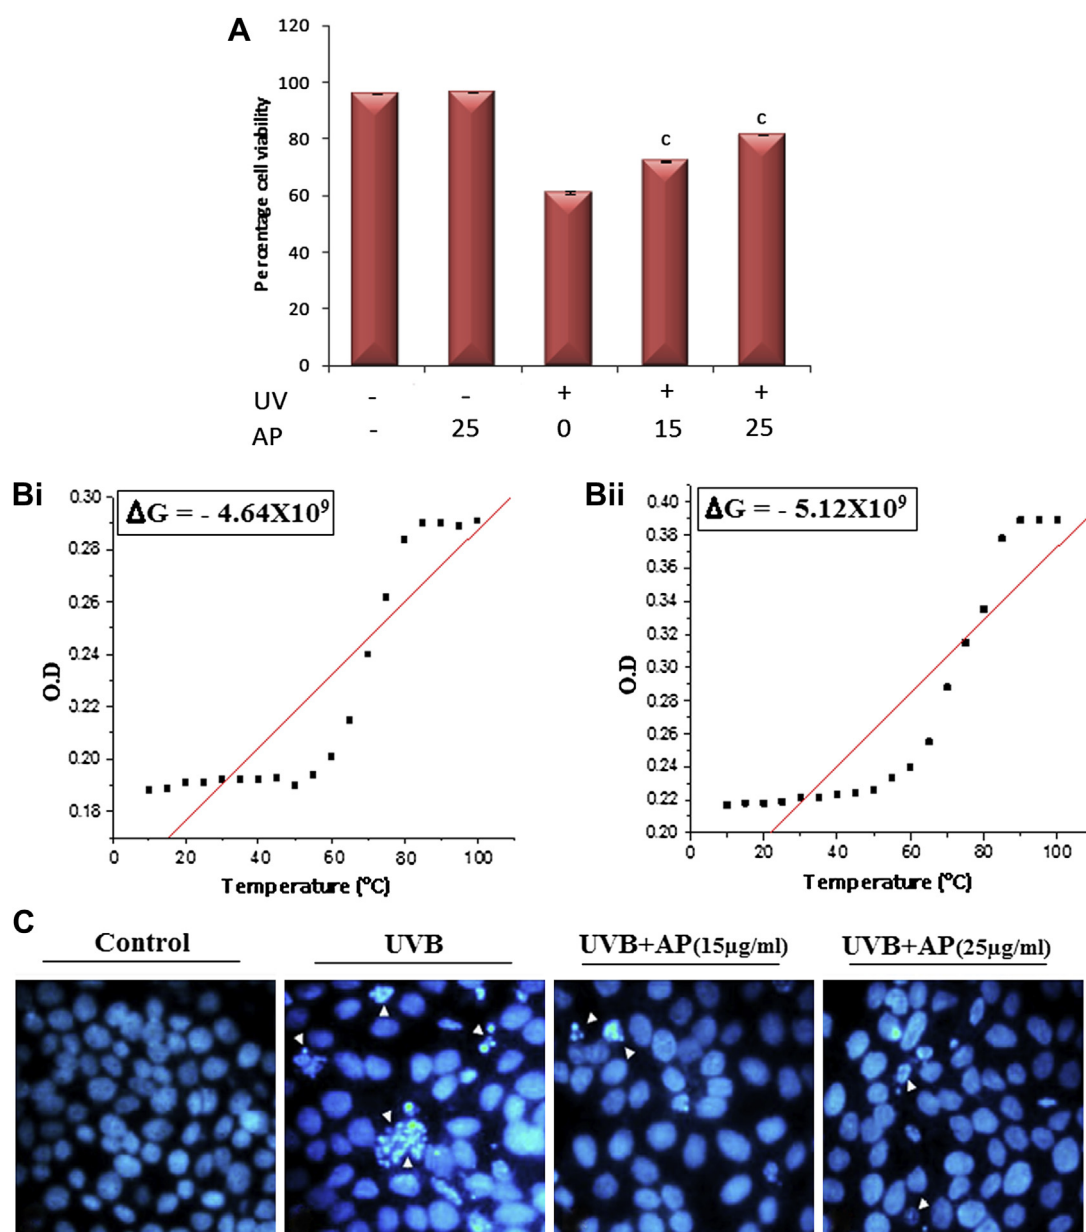 A
120
100
80
60
40
20
0
Percentage cell viability
c
c
UV - - + + +
AP - 25 0 15 25
Bi
ΔG = - 4.64X10⁹
0.30
0.28
0.26
0.24
0.22
0.20
0.18
O.D
0 20 40 60 80 100
Temperature (°C)
Bii
ΔG = - 5.12X10⁹
0.40
0.38
0.36
0.34
0.32
0.30
0.28
0.26
0.24
0.22
0.20
O.D
0 20 40 60 80 100
Temperature (°C)
C
Control
UVB
UVB+AP(15μg/ml)
UVB+AP(25μg/ml)